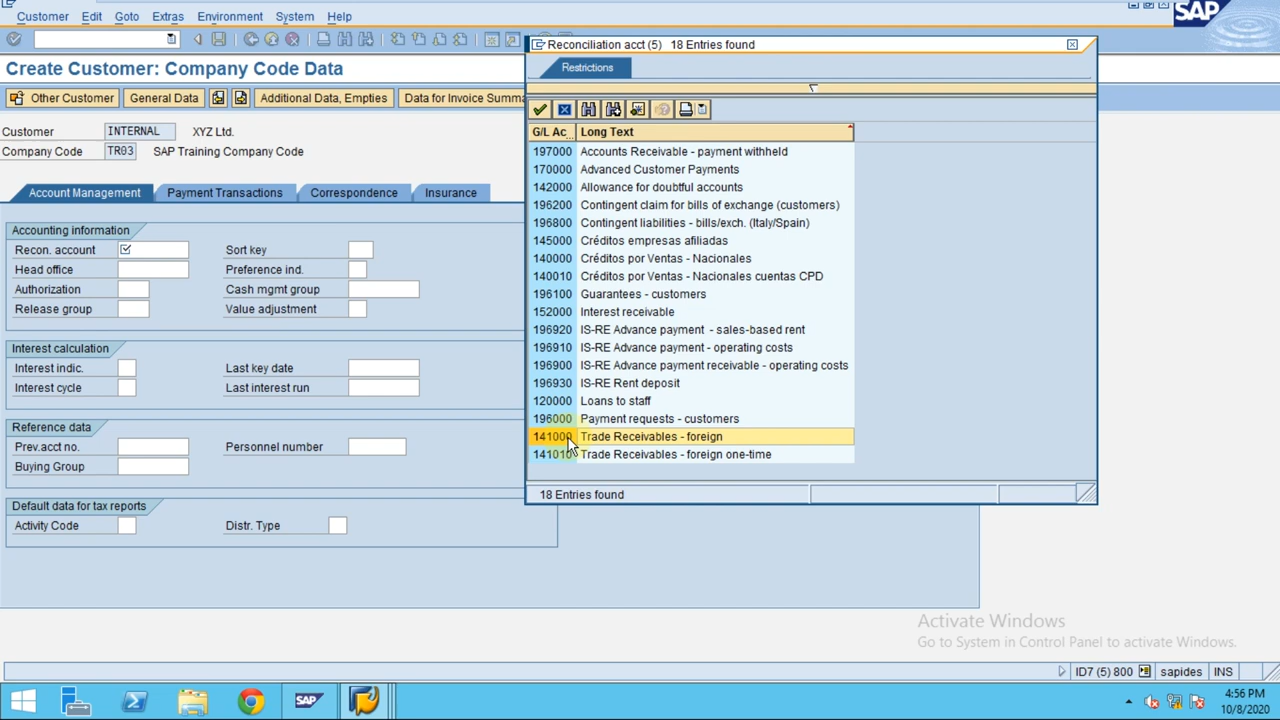 Customer Edit Goto Extras Environment System Help
SAP
Create Customer: Company Code Data
Other Customer General Data Additional Data, Empties Data for Invoice Summa
Customer INTERNAL XYZ Ltd.
Company Code TR03 SAP Training Company Code
Account Management Payment Transactions Correspondence Insurance
Accounting information
Recon. account Sort key
Head office Preference ind.
Authorization Cash mgmt group
Release group Value adjustment
Interest calculation
Interest indic. Last key date
Interest cycle Last interest run
Reference data
Prev.acct no. Personnel number
Buying Group
Default data for tax reports
Activity Code Distr. Type
Reconciliation acct (5) 18 Entries found
Restrictions
G/L Ac... Long Text
197000 Accounts Receivable - payment withheld
170000 Advanced Customer Payments
142000 Allowance for doubtful accounts
196200 Contingent claim for bills of exchange (customers)
196800 Contingent liabilities - bills/exch. (Italy/Spain)
145000 Créditos empresas afiliadas
140000 Créditos por Ventas - Nacionales
140010 Créditos por Ventas - Nacionales cuentas CPD
196100 Guarantees - customers
152000 Interest receivable
196920 IS-RE Advance payment - sales-based rent
196910 IS-RE Advance payment - operating costs
196900 IS-RE Advance payment receivable - operating costs
196930 IS-RE Rent deposit
120000 Loans to staff
196000 Payment requests - customers
141000 Trade Receivables - foreign
141010 Trade Receivables - foreign one-time
18 Entries found
Activate Windows
Go to System in Control Panel to activate Windows.
ID7 (5) 800 sapides INS
SAP
4:56 PM
10/8/2020